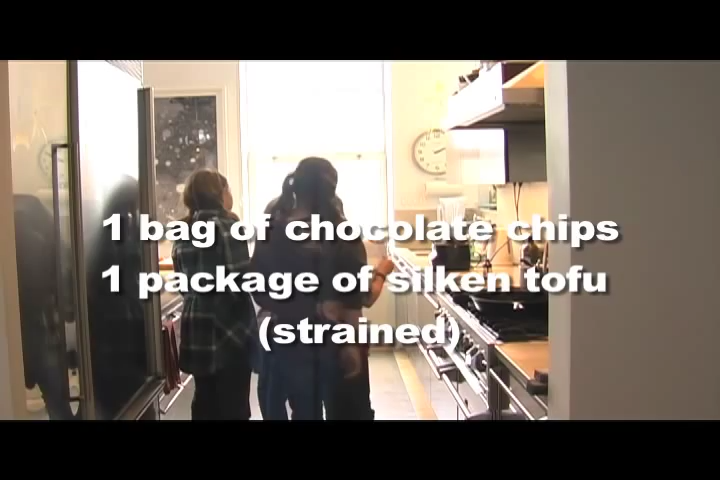 1 bag of chocolate chips
1 package of silken tofu
(strained)